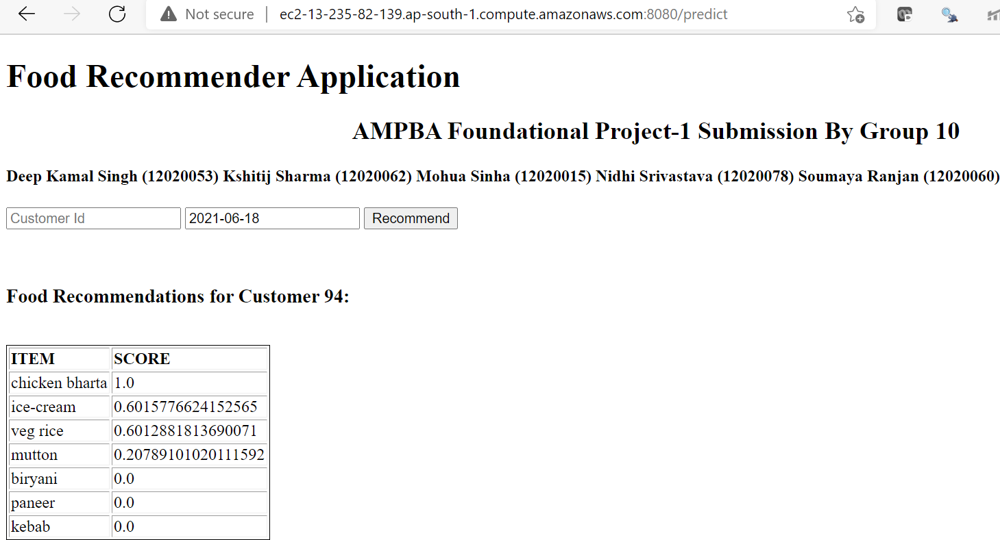 Not secure | ec2-13-235-82-139.ap-south-1.compute.amazonaws.com:8080/predict
Food Recommender Application
AMPBA Foundational Project-1 Submission By Group 10
Deep Kamal Singh (12020053) Kshitij Sharma (12020062) Mohua Sinha (12020015) Nidhi Srivastava (12020078) Soumaya Ranjan (12020060)
Customer Id 2021-06-18 Recommend
Food Recommendations for Customer 94:
ITEM SCORE
chicken bharta 1.0
ice-cream 0.6015776624152565
veg rice 0.6012881813690071
mutton 0.20789101020111592
biryani 0.0
paneer 0.0
kebab 0.0